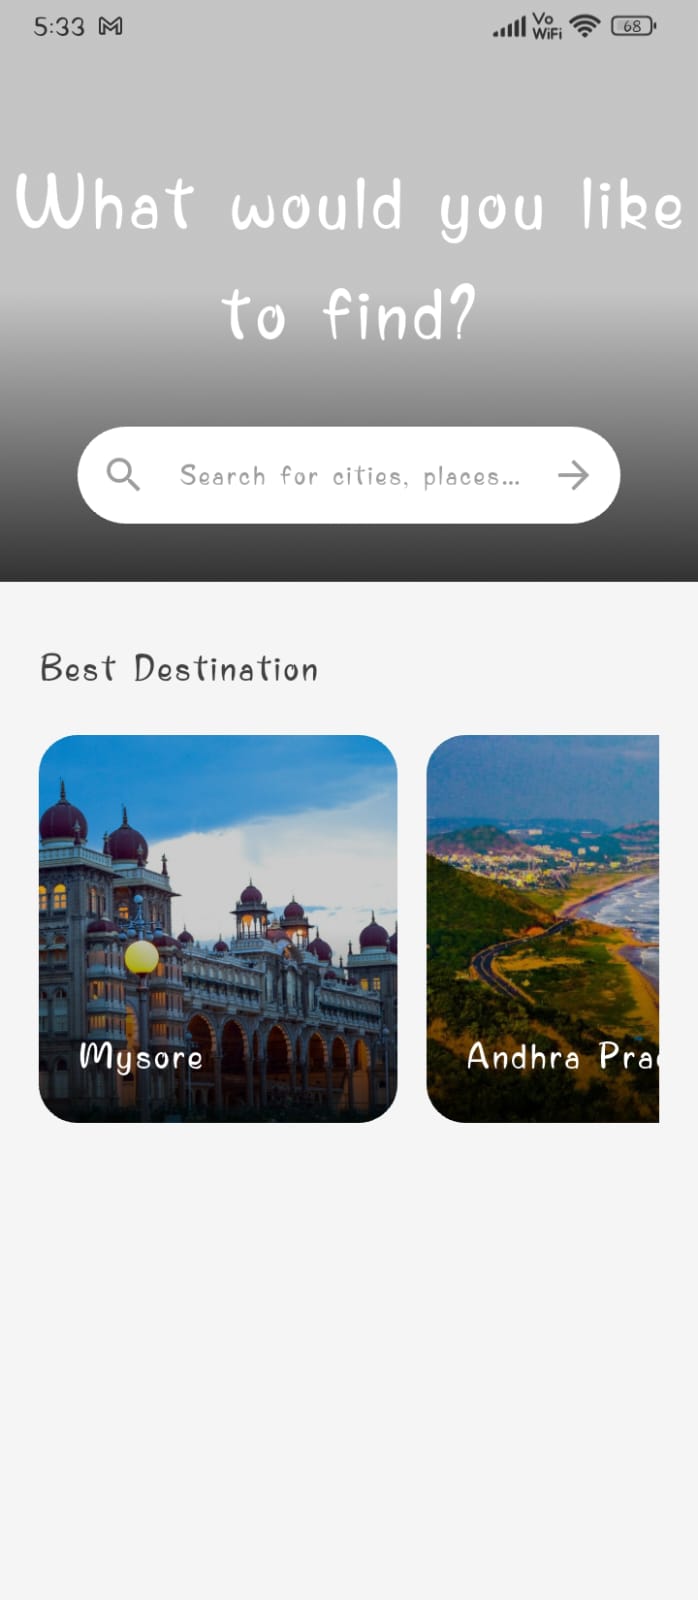 5:33
Vo
WiFi
68
What would you like
to find?
Search for cities, places...
Best Destination
Mysore
Andhra Pra